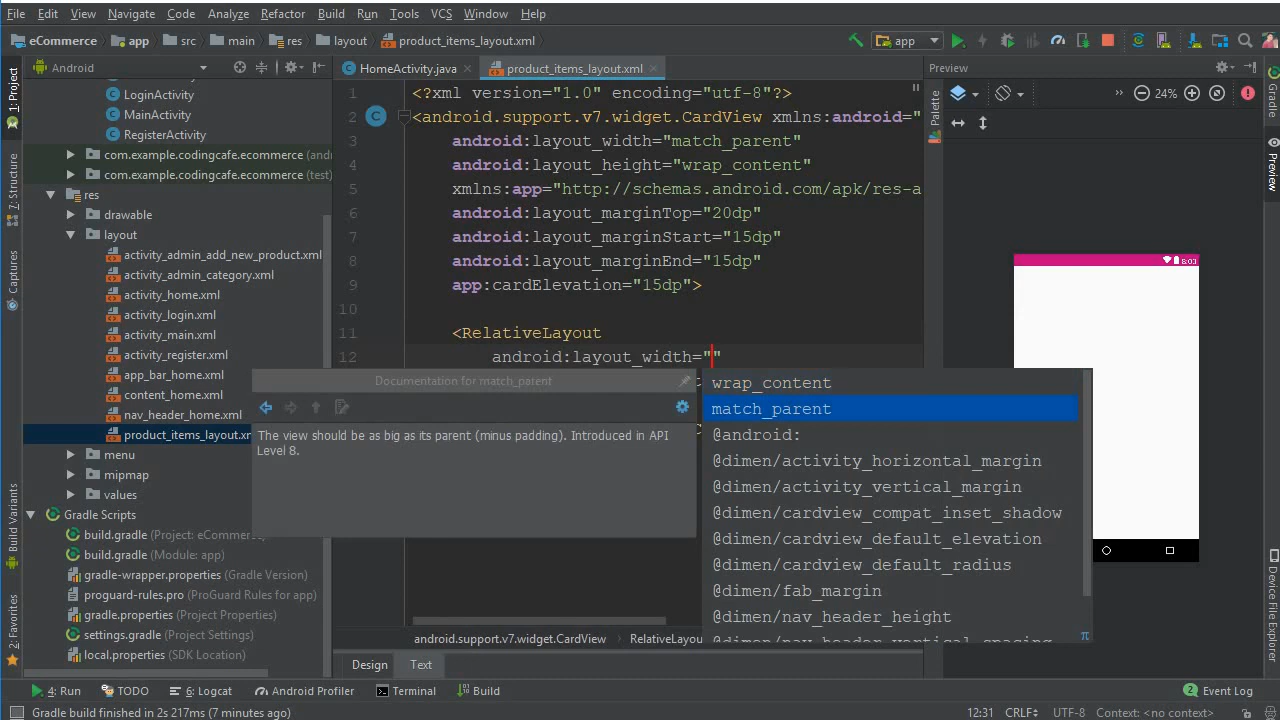 File Edit View Navigate Code Analyze Refactor Build Run Tools VCS Window Help
eCommerce app src main res layout product_items_layout.xml app
1: Project
Android
HomeActivity.java product_items_layout.xml
Preview
LoginActivity
MainActivity
RegisterActivity
com.example.codingcafe.ecommerce (and
com.example.codingcafe.ecommerce (test)
res
drawable
layout
activity_admin_add_new_product.xml
activity_admin_category.xml
activity_home.xml
activity_login.xml
activity_main.xml
activity_register.xml
app_bar_home.xml
content_home.xml
nav_header_home.xml
product_items_layout.xm
menu
mipmap
values
Gradle Scripts
build.gradle (Project: eCommerce)
build.gradle (Module: app)
gradle-wrapper.properties (Gradle Version)
proguard-rules.pro (ProGuard Rules for app)
gradle.properties (Project Properties)
settings.gradle (Project Settings)
local.properties (SDK Location)
7: Structure
Captures
Build Variants
2: Favorites
1 <?xml version="1.0" encoding="utf-8"?>
2 <android.support.v7.widget.CardView xmlns:android="
3 android:layout_width="match_parent"
4 android:layout_height="wrap_content"
5 xmlns:app="http://schemas.android.com/apk/res-a
6 android:layout_marginTop="20dp"
7 android:layout_marginStart="15dp"
8 android:layout_marginEnd="15dp"
9 app:cardElevation="15dp">
10
11 <RelativeLayout
12 android:layout_width=""
Documentation for match_parent
The view should be as big as its parent (minus padding). Introduced in API
Level 8.
wrap_content
match_parent
@android:
@dimen/activity_horizontal_margin
@dimen/activity_vertical_margin
@dimen/cardview_compat_inset_shadow
@dimen/cardview_default_elevation
@dimen/cardview_default_radius
@dimen/fab_margin
@dimen/nav_header_height
@dimen/nav_header_vertical_spacing
π
android.support.v7.widget.CardView RelativeLayou
Design Text
Palette
24%
8:00
Gradle
Preview
Device File Explorer
4: Run TODO 6: Logcat Android Profiler Terminal Build 2 Event Log
Gradle build finished in 2s 217ms (7 minutes ago) 12:31 CRLF UTF-8 Context: <no context>